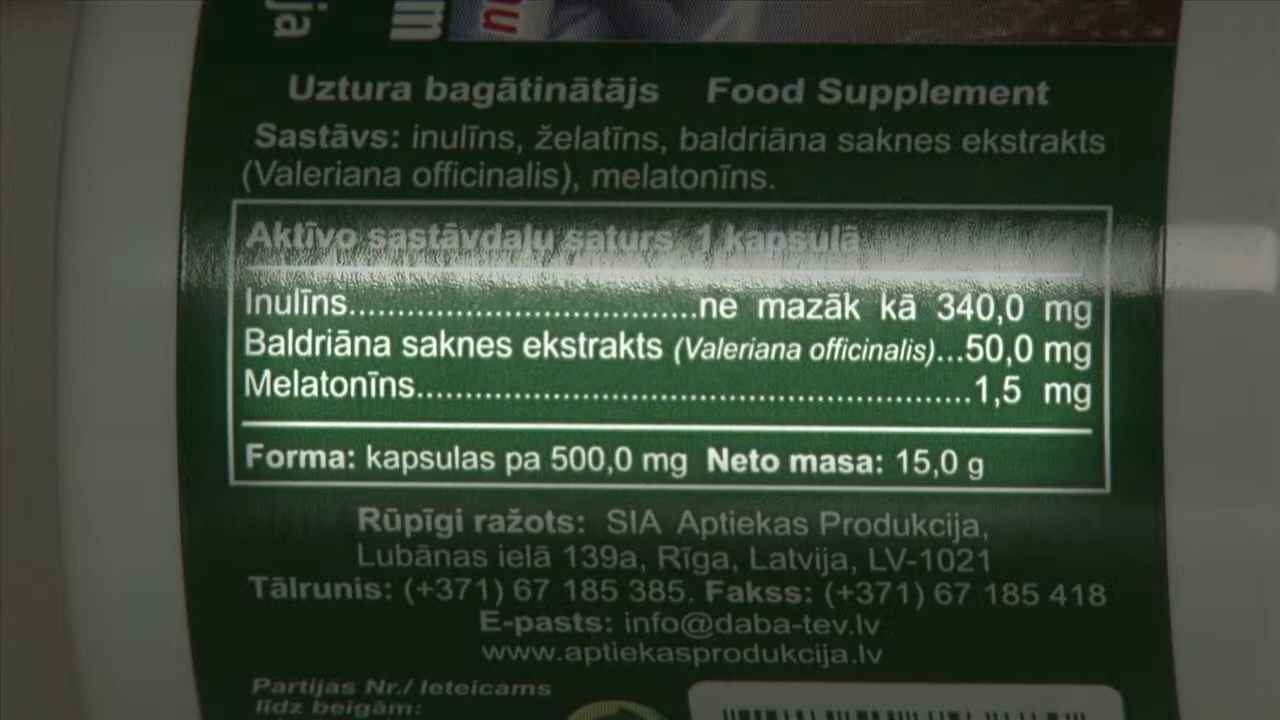 ja
m
nu
Uztura bagātinātājs Food Supplement
Sastāvs: inulīns, želatīns, baldriāna saknes ekstrakts
(Valeriana officinalis), melatonīns.
Aktīvo sastāvdaļu saturs 1 kapsulā
Inulīns....................................ne mazāk kā 340,0 mg
Baldriāna saknes ekstrakts (Valeriana officinalis)...50,0 mg
Melatonīns.........................................................1,5 mg
Forma: kapsulas pa 500,0 mg Neto masa: 15,0 g
Rūpīgi ražots: SIA Aptiekas Produkcija,
Lubānas ielā 139a, Rīga, Latvija, LV-1021
Tālrunis: (+371) 67 185 385. Fakss: (+371) 67 185 418
E-pasts: info@daba-tev.lv
www.aptiekasprodukcija.lv
Partijas Nr./ Ieteicams
līdz beigām: